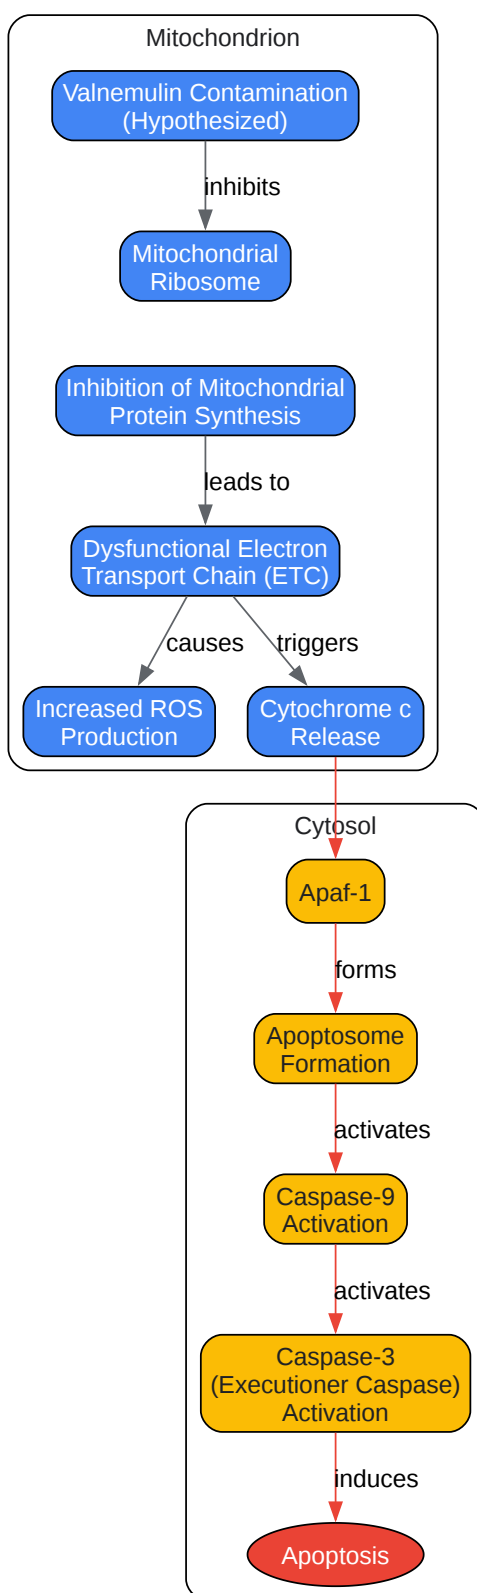 Mitochondrion
Valnemulin Contamination
(Hypothesized)
inhibits
Mitochondrial
Ribosome
Inhibition of Mitochondrial
Protein Synthesis
leads to
Dysfunctional Electron
Transport Chain (ETC)
causes
triggers
Increased ROS
Production
Cytochrome c
Release
Cytosol
Apaf-1
forms
Apoptosome
Formation
activates
Caspase-9
Activation
activates
Caspase-3
(Executioner Caspase)
Activation
induces
Apoptosis